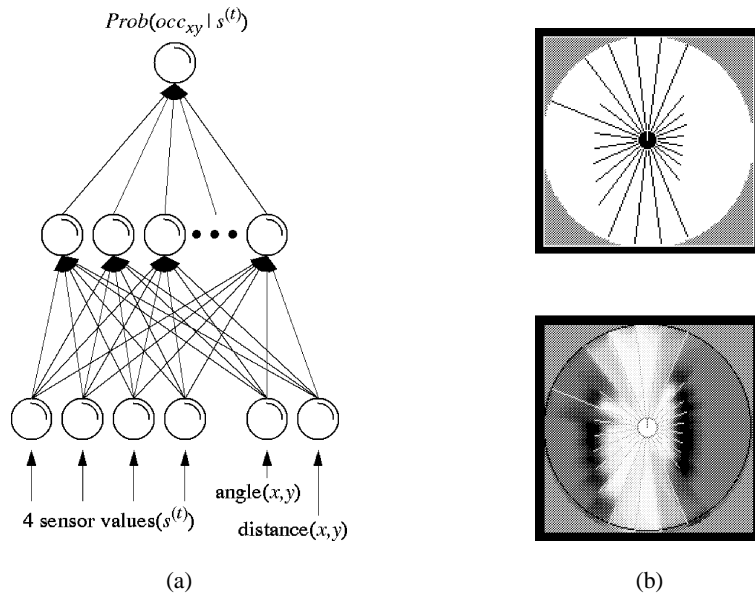 Prob(occ_xy | s^(t))
angle(x,y)
4 sensor values(s^(t))
distance(x,y)
(a)
(b)